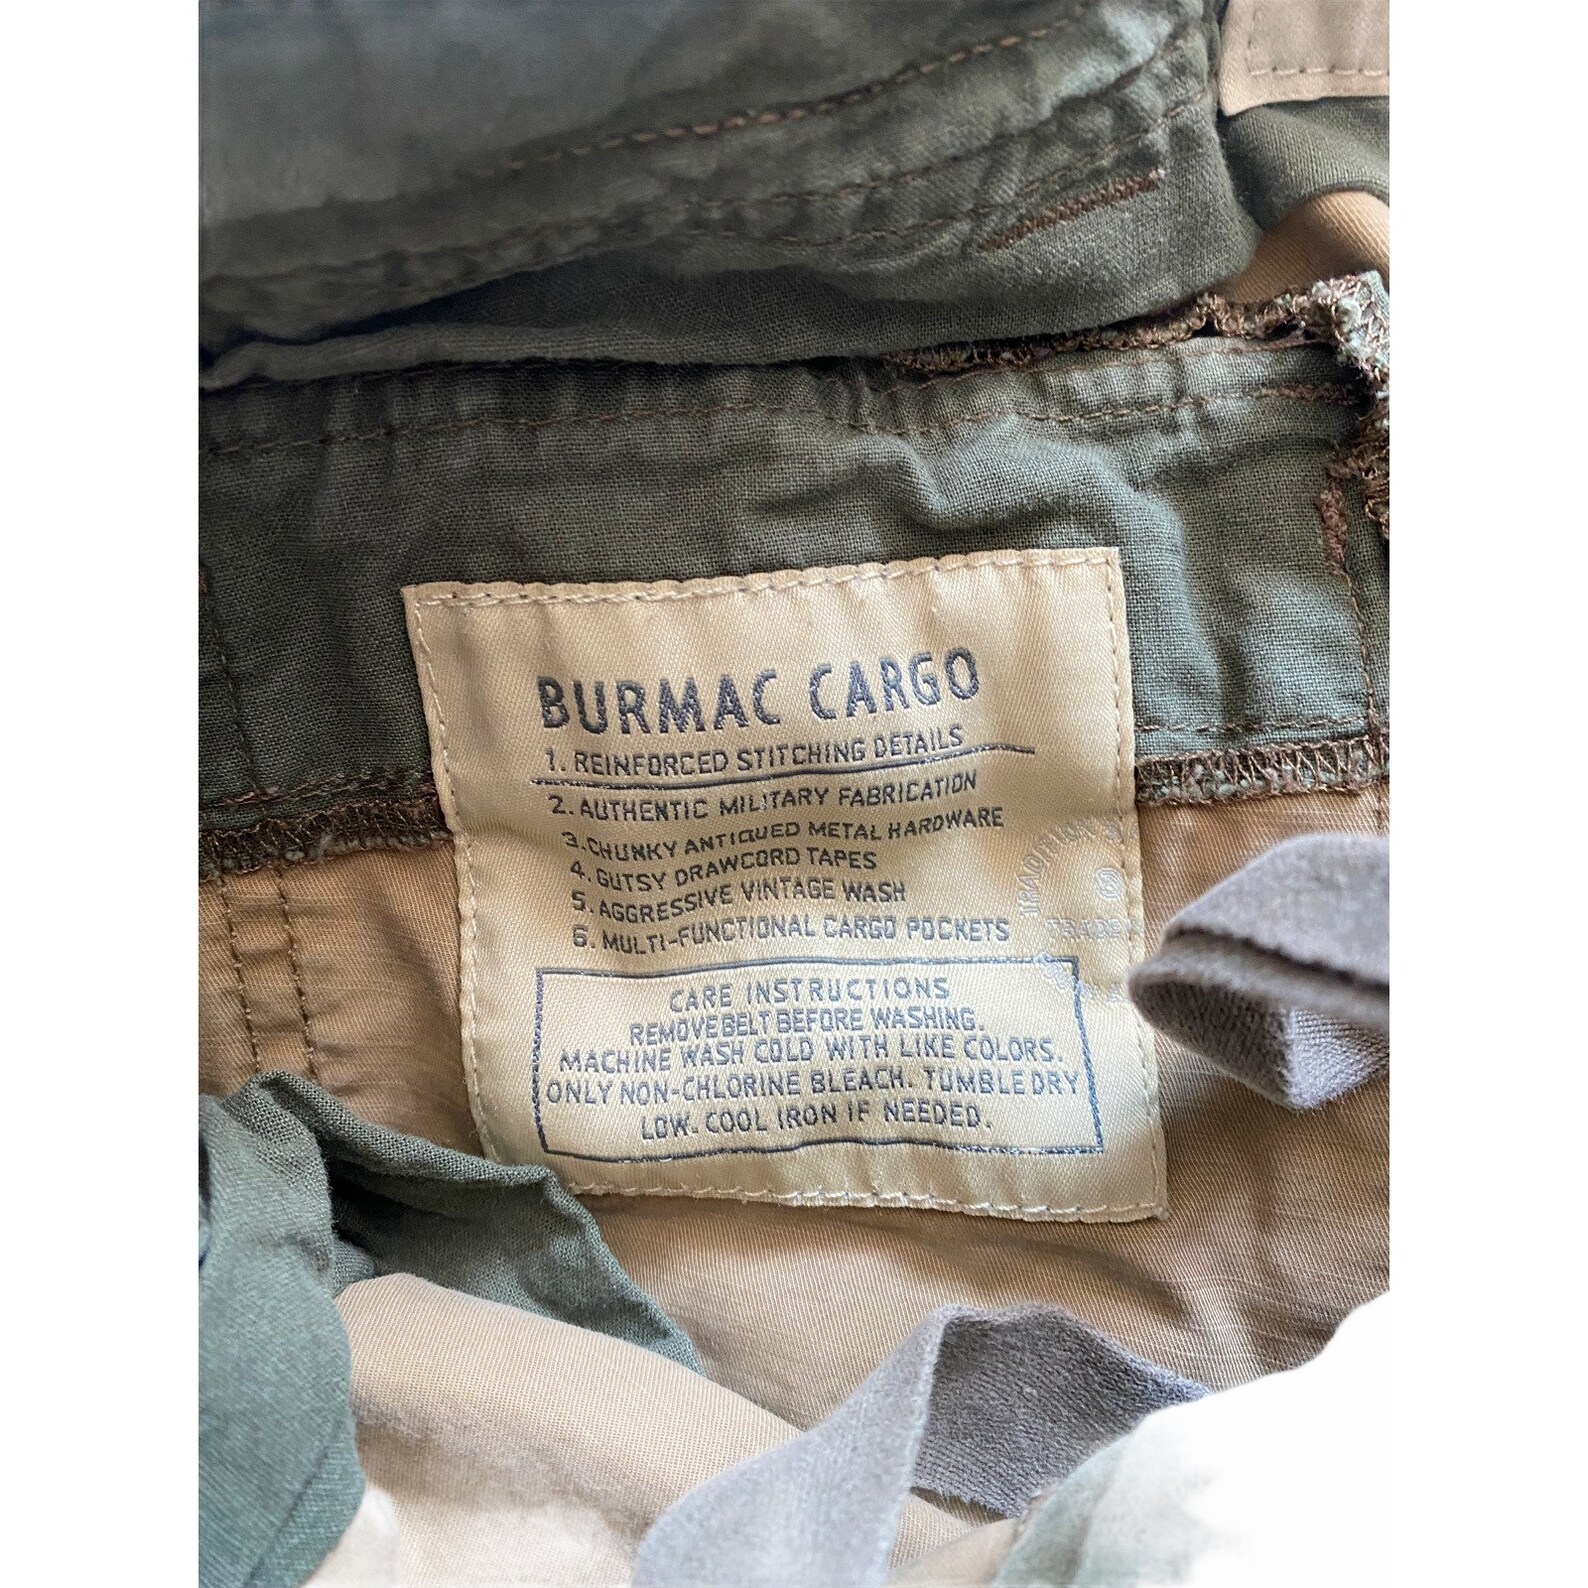 BURMAC CARGO
1. REINFORCED STITCHING DETAILS
2. AUTHENTIC MILITARY FABRICATION
3. CHUNKY ANTIQUED METAL HARDWARE
4. GUTSY DRAWCORD TAPES
5. AGGRESSIVE VINTAGE WASH
6. MULTI-FUNCTIONAL CARGO POCKETS
CARE INSTRUCTIONS
REMOVE BELT BEFORE WASHING.
MACHINE WASH COLD WITH LIKE COLORS.
ONLY NON-CHLORINE BLEACH. TUMBLE DRY
LOW. COOL IRON IF NEEDED.